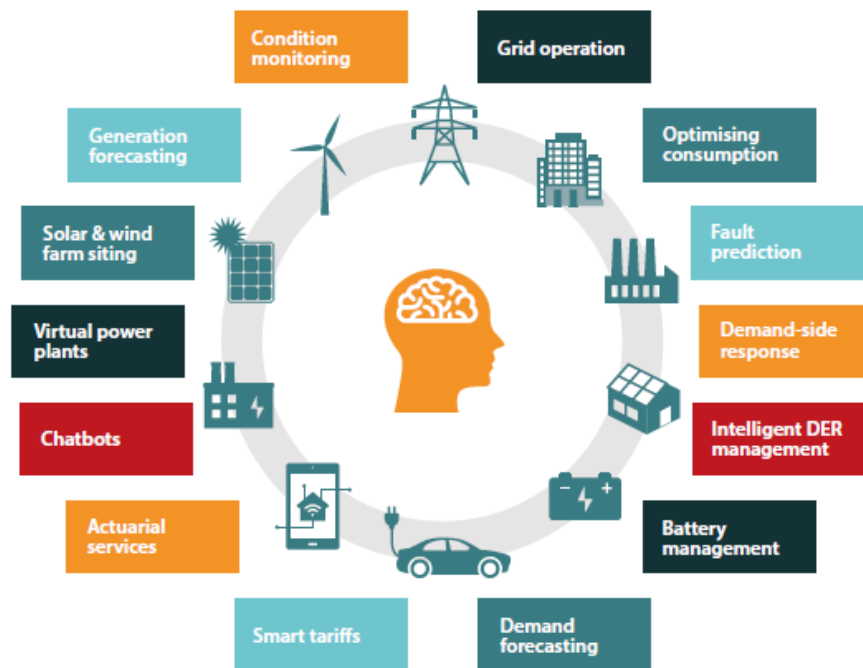 Condition
monitoring
Grid operation
Generation
forecasting
Optimising
consumption
Solar & wind
farm siting
Fault
prediction
Virtual power
plants
Demand-side
response
Chatbots
Intelligent DER
management
Actuarial
services
Battery
management
Smart tariffs
Demand
forecasting